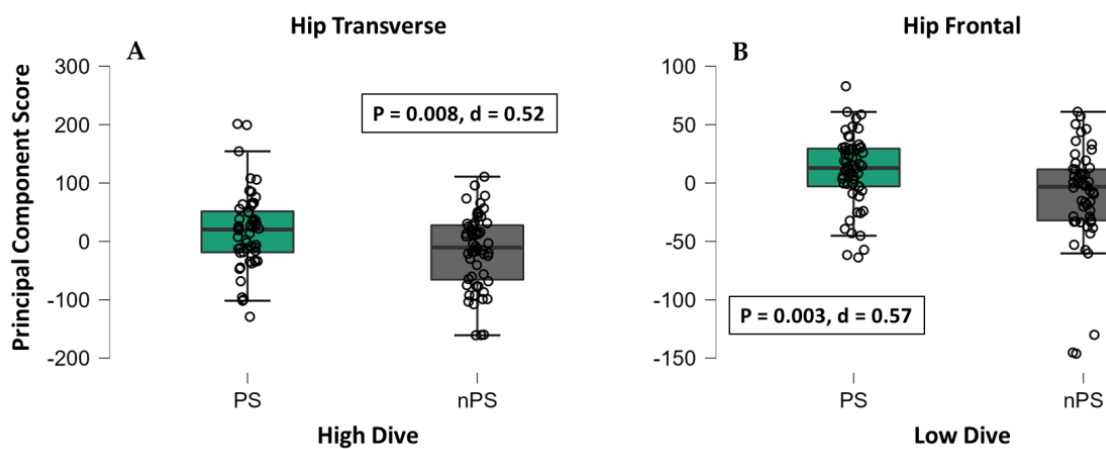 Hip Transverse
A
Principal Component Score
300
200
100
0
-100
-200
P = 0.008, d = 0.52
PS
nPS
High Dive
Hip Frontal
B
100
50
0
-50
-100
-150
P = 0.003, d = 0.57
PS
nPS
Low Dive